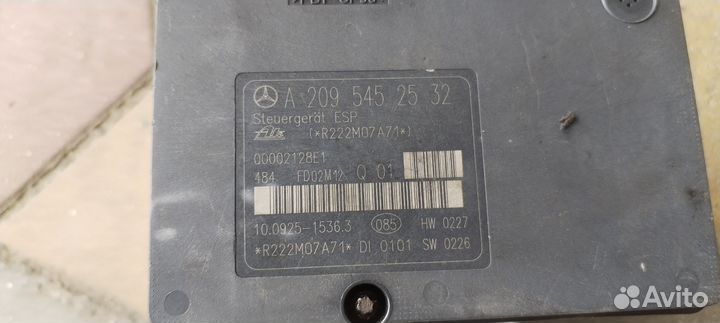 A 209 545 25 32
Steuergerät ESP
ATE (*R222M07A71*)
00002128E1
484 FD02M12 Q 01
10.0925-1536.3 085 HW 0227
*R222M07A71* DI 0101 SW 0226
Avito